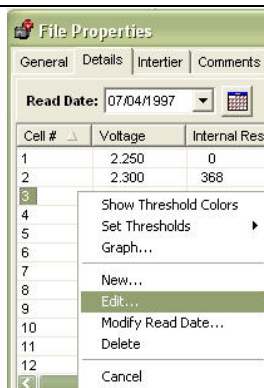 File Properties
General Details Intertier Comments
Read Date: 07/04/1997
Cell # Voltage Internal Res
1 2.250 0
2 2.300 368
3
4
5
6
7
8
9
10
11
12
Show Threshold Colors
Set Thresholds
Graph...
New...
Edit...
Modify Read Date...
Delete
Cancel